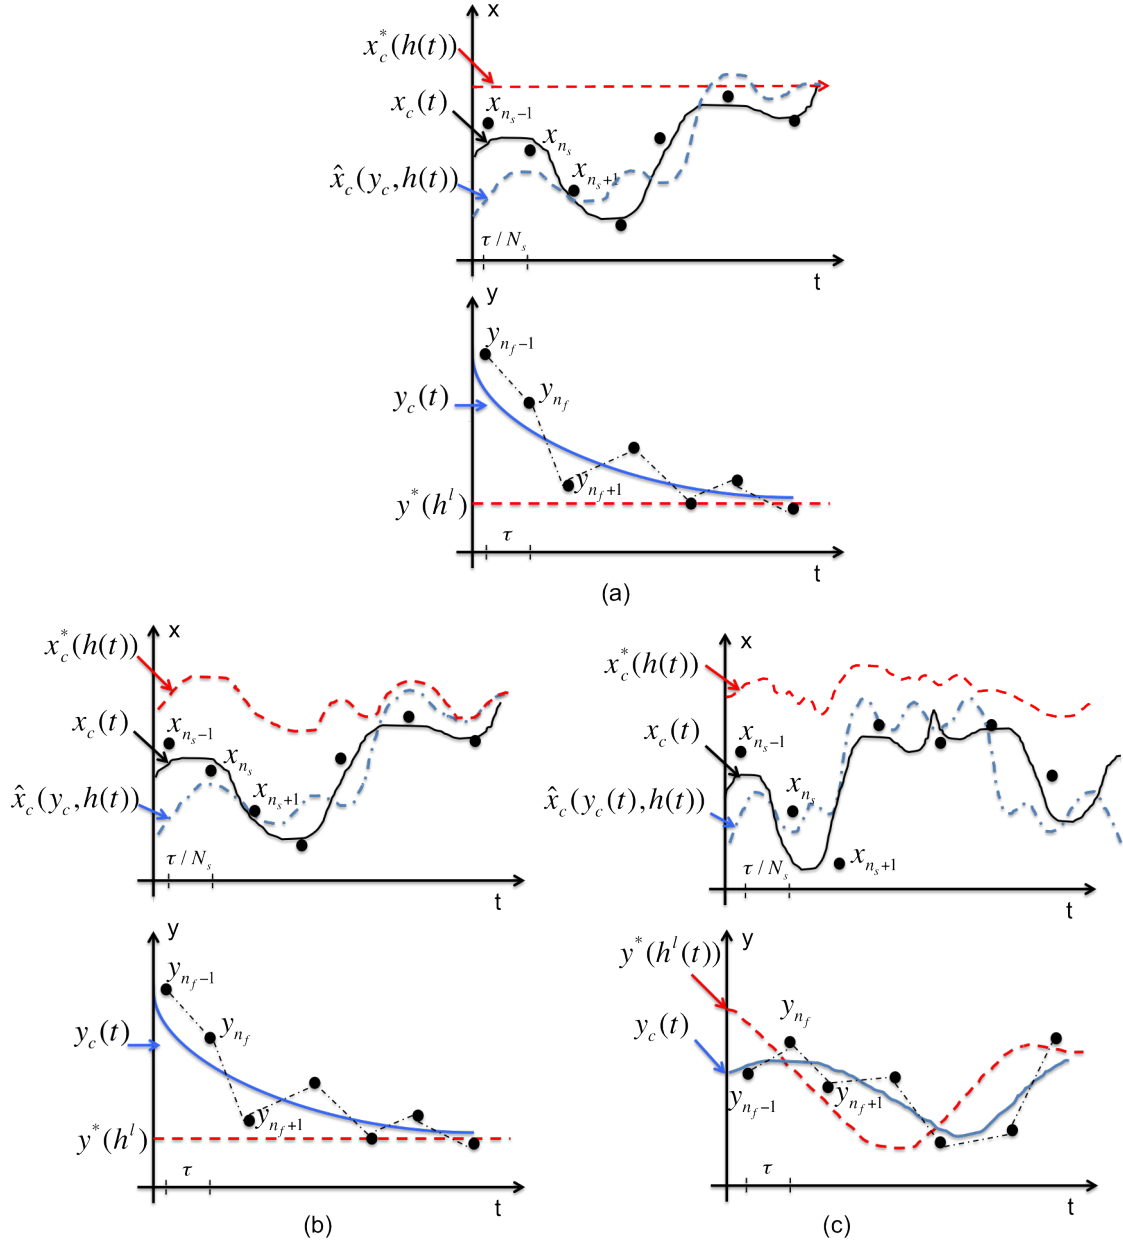 x
x_c^*(h(t))
x_c(t)
x_{n_s-1}
x_{n_s}
x_{n_s+1}
x̂_c(y_c, h(t))
τ / N_s
t
y
y_{n_f-1}
y_c(t)
y_{n_f}
y_{n_f+1}
y^*(h^l)
τ
t
(a)
x
x_c^*(h(t))
x_c(t)
x_{n_s-1}
x_{n_s}
x_{n_s+1}
x̂_c(y_c, h(t))
τ / N_s
t
y
y_{n_f-1}
y_c(t)
y_{n_f}
y_{n_f+1}
y^*(h^l)
τ
t
(b)
x
x_c^*(h(t))
x_c(t)
x_{n_s-1}
x_{n_s}
x̂_c(y_c(t), h(t))
x_{n_s+1}
τ / N_s
t
y
y^*(h^l(t))
y_{n_f}
y_c(t)
y_{n_f-1}
y_{n_f+1}
τ
t
(c)